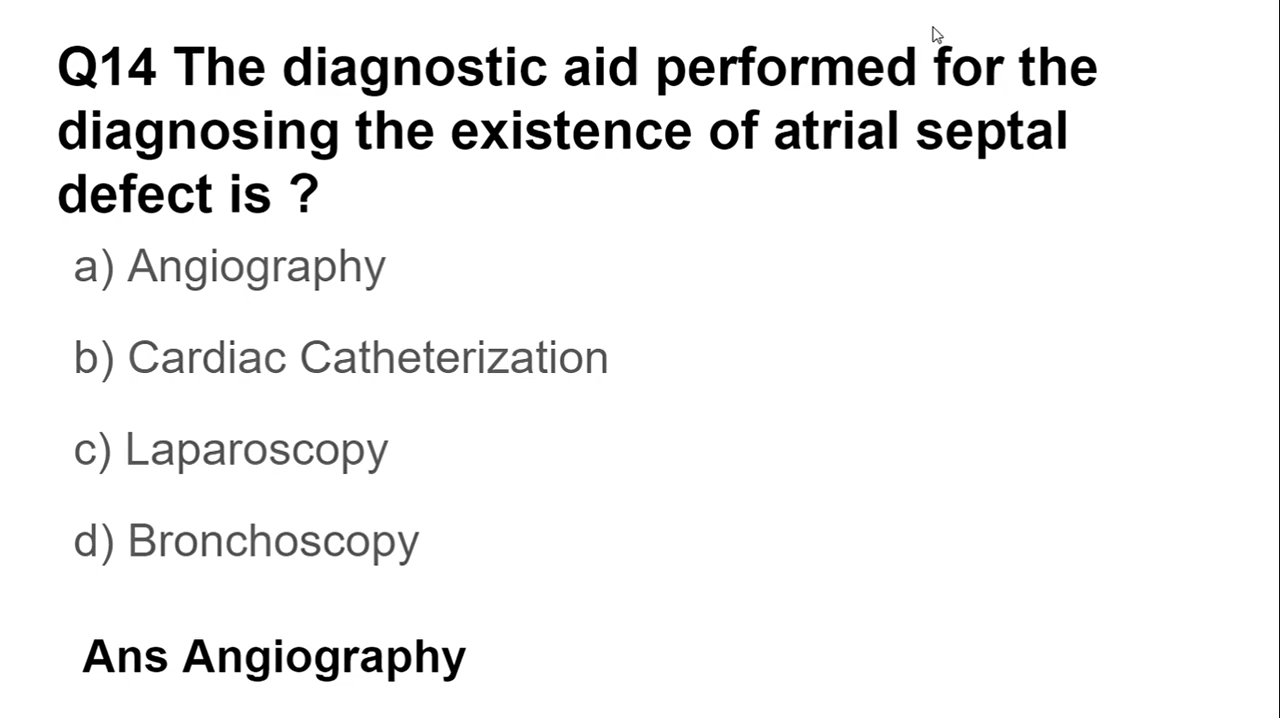 Q14 The diagnostic aid performed for the
diagnosing the existence of atrial septal
defect is ?
a) Angiography
b) Cardiac Catheterization
c) Laparoscopy
d) Bronchoscopy
Ans Angiography